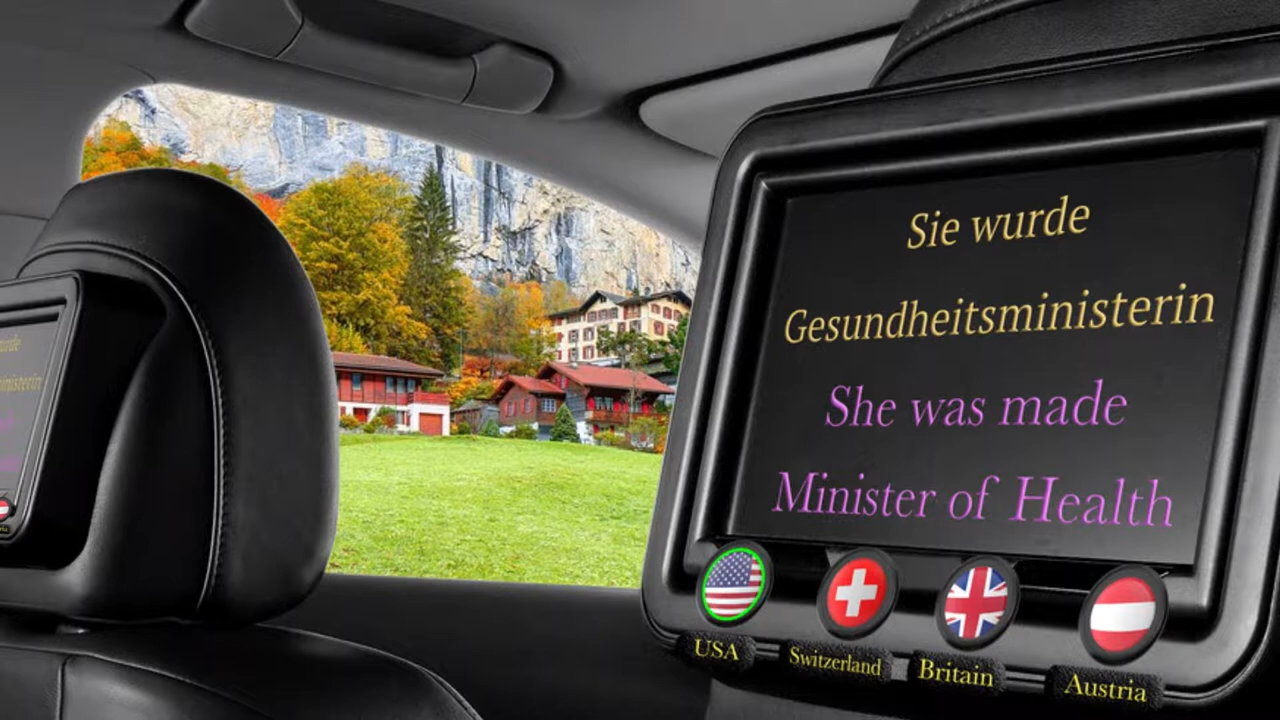 Sie wurde
Gesundheitsministerin
She was made
Minister of Health
USA
Switzerland
Britain
Austria